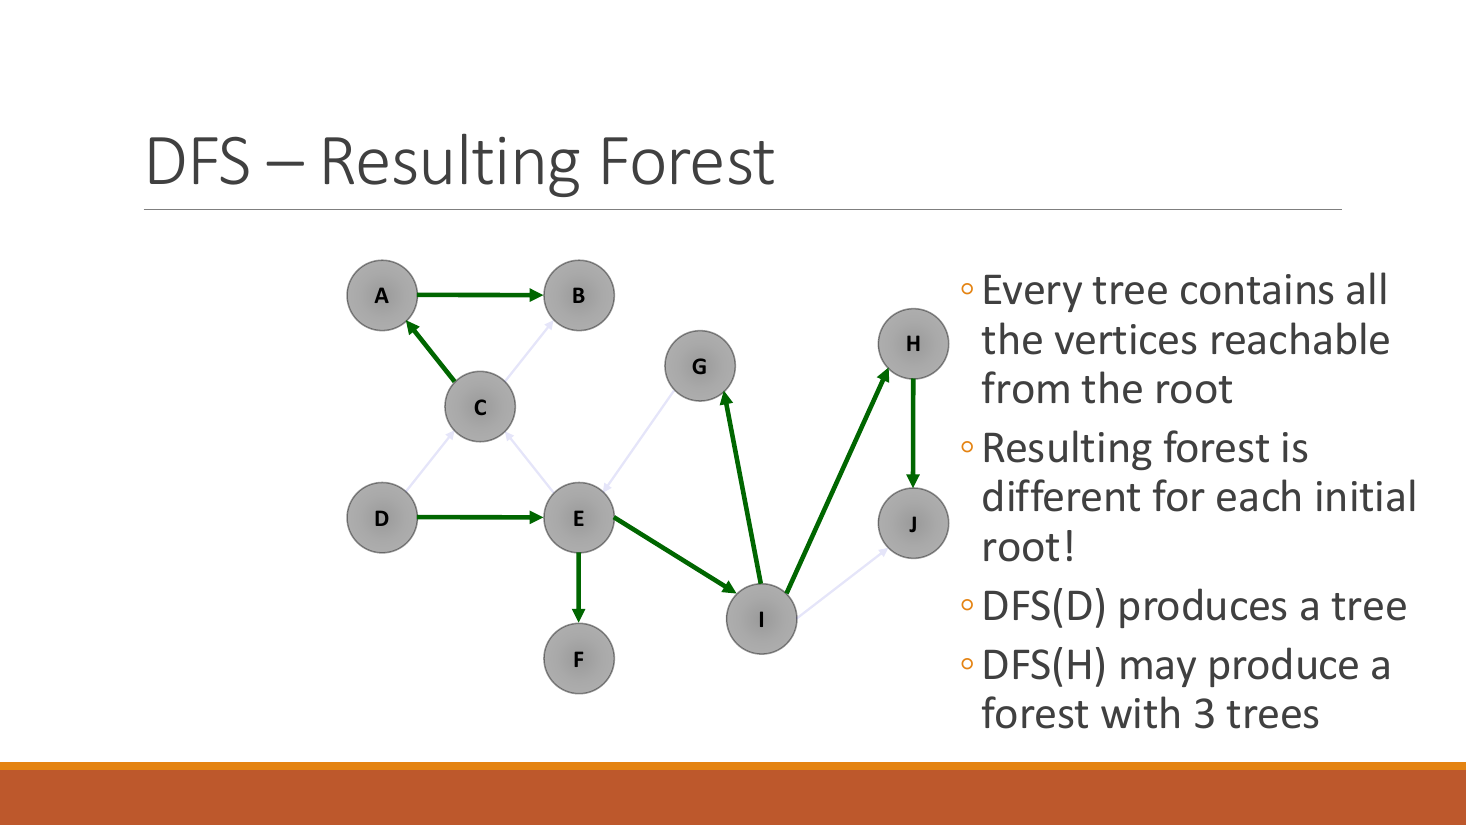 DFS – Resulting Forest
A
B
C
D
E
F
G
H
I
J
◦ Every tree contains all
the vertices reachable
from the root
◦ Resulting forest is
different for each initial
root!
◦ DFS(D) produces a tree
◦ DFS(H) may produce a
forest with 3 trees